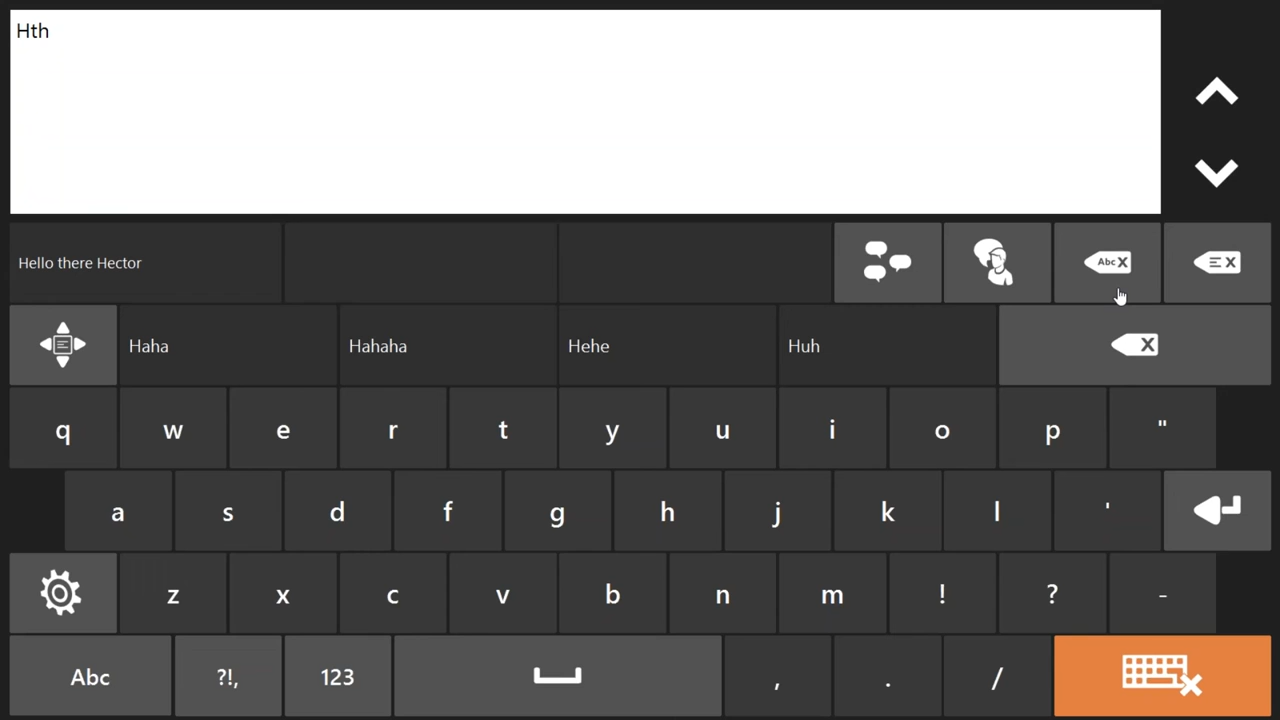 Hth
Hello there Hector
Abc X
X
Haha
Hahaha
Hehe
Huh
X
q w e r t y u i o p "
a s d f g h j k l '
z x c v b n m ! ? -
Abc ?!, 123 , . /